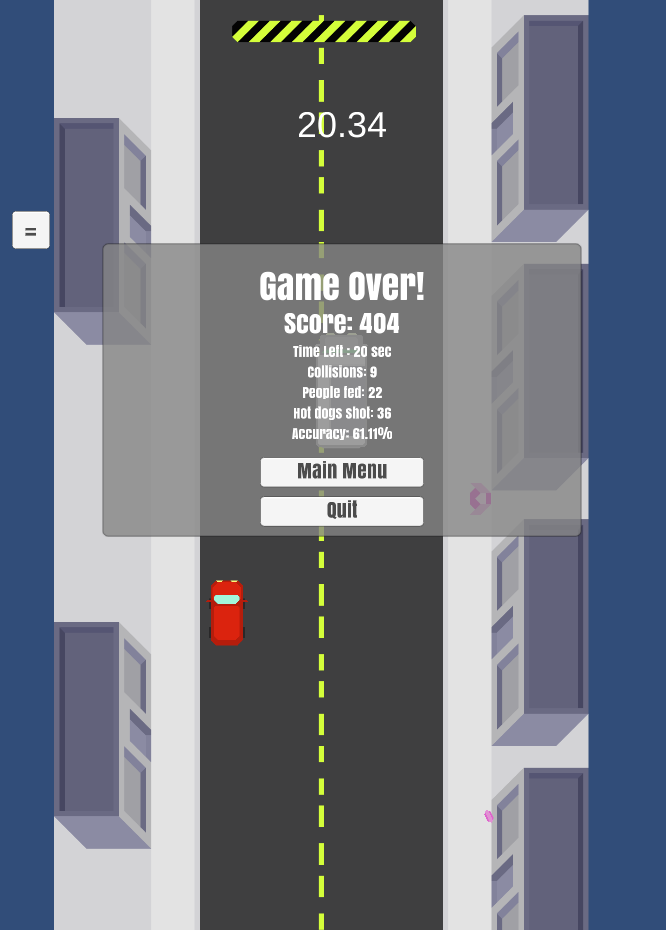 20.34
=
Game Over!
Score: 404
Time Left : 20 sec
Collisions: 9
People fed: 22
Hot dogs shot: 36
Accuracy: 61.11%
Main Menu
Quit